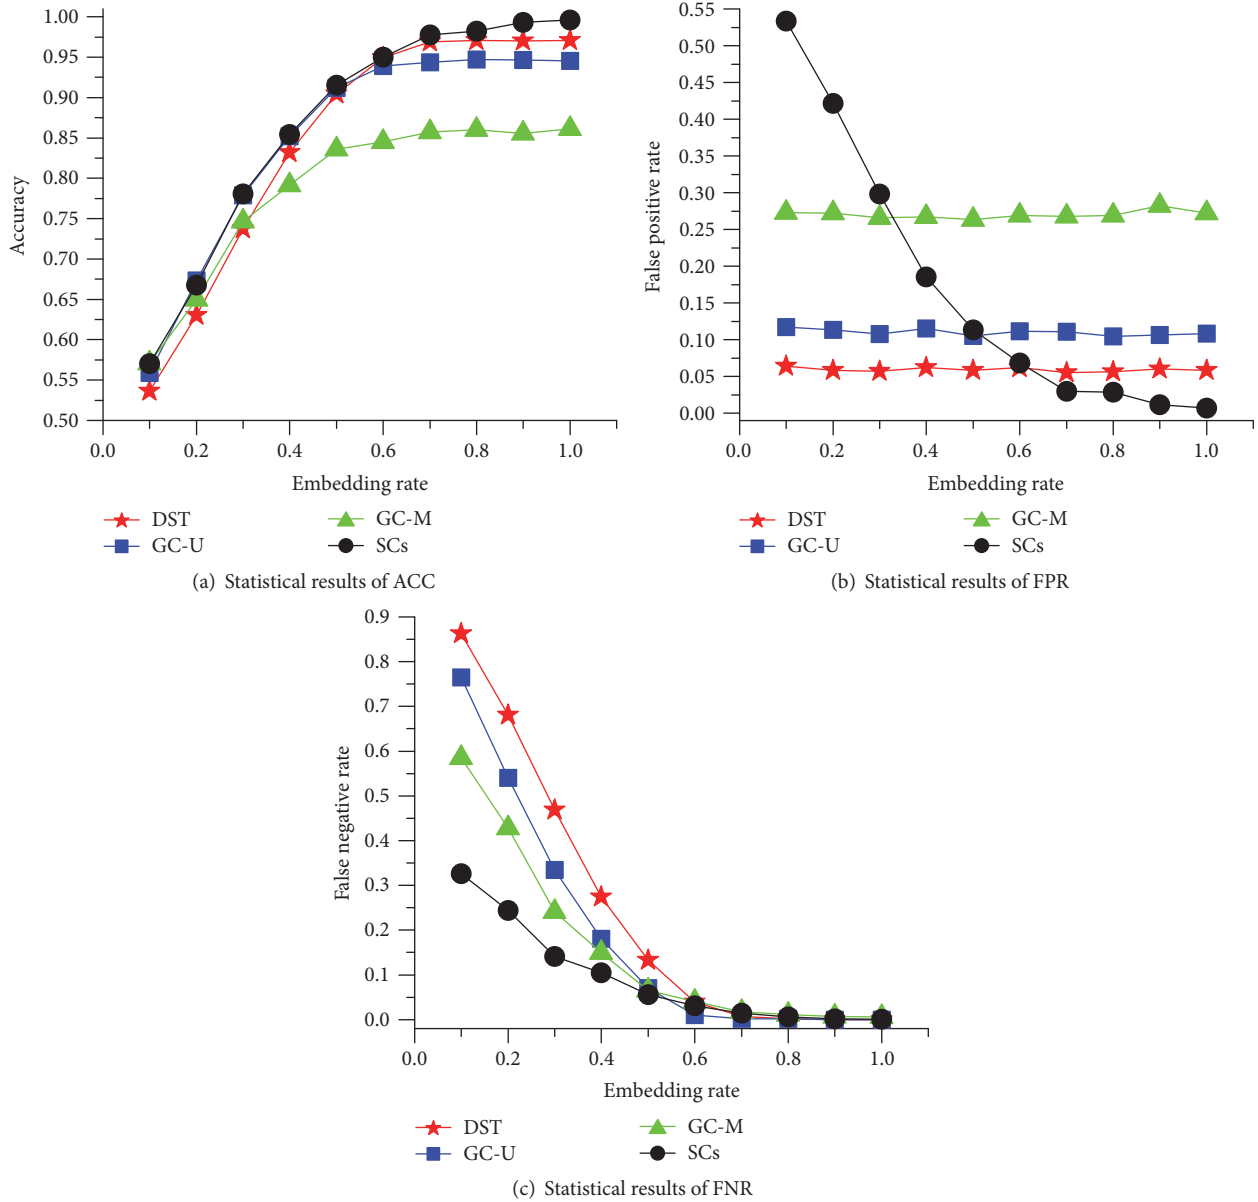 1.00
0.95
0.90
0.85
0.80
0.75
0.70
0.65
0.60
0.55
0.50
Accuracy
0.0 0.2 0.4 0.6 0.8 1.0
Embedding rate
DST GC-M
GC-U SCs
(a) Statistical results of ACC
0.55
0.50
0.45
0.40
0.35
0.30
0.25
0.20
0.15
0.10
0.05
0.00
False positive rate
0.0 0.2 0.4 0.6 0.8 1.0
Embedding rate
DST GC-M
GC-U SCs
(b) Statistical results of FPR
0.9
0.8
0.7
0.6
0.5
0.4
0.3
0.2
0.1
0.0
False negative rate
0.0 0.2 0.4 0.6 0.8 1.0
Embedding rate
DST GC-M
GC-U SCs
(c) Statistical results of FNR